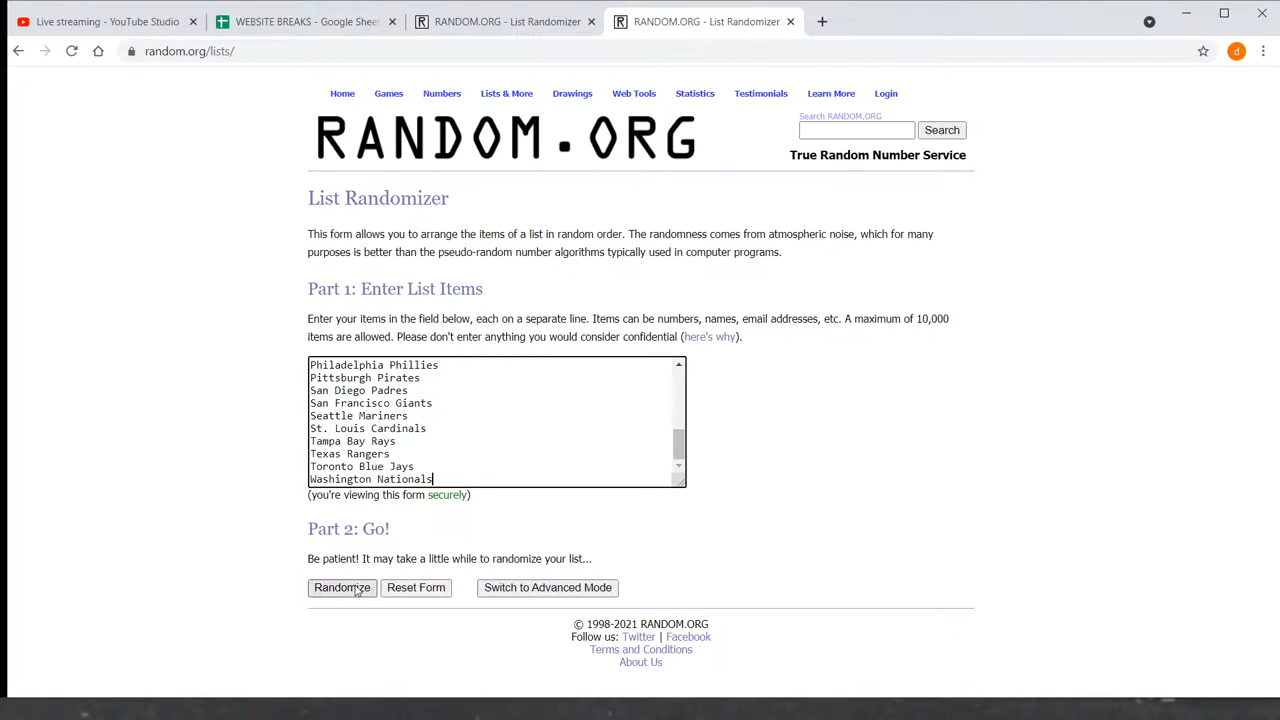 Live streaming - YouTube Studio
WEBSITE BREAKS - Google Sheet
RANDOM.ORG - List Randomizer
RANDOM.ORG - List Randomizer
random.org/lists/
d
Home Games Numbers Lists & More Drawings Web Tools Statistics Testimonials Learn More Login
RANDOM.ORG
Search RANDOM.ORG
Search
True Random Number Service
List Randomizer
This form allows you to arrange the items of a list in random order. The randomness comes from atmospheric noise, which for many
purposes is better than the pseudo-random number algorithms typically used in computer programs.
Part 1: Enter List Items
Enter your items in the field below, each on a separate line. Items can be numbers, names, email addresses, etc. A maximum of 10,000
items are allowed. Please don't enter anything you would consider confidential (here's why).
Philadelphia Phillies
Pittsburgh Pirates
San Diego Padres
San Francisco Giants
Seattle Mariners
St. Louis Cardinals
Tampa Bay Rays
Texas Rangers
Toronto Blue Jays
Washington Nationals
(you're viewing this form securely)
Part 2: Go!
Be patient! It may take a little while to randomize your list...
Randomize Reset Form Switch to Advanced Mode
© 1998-2021 RANDOM.ORG
Follow us: Twitter | Facebook
Terms and Conditions
About Us